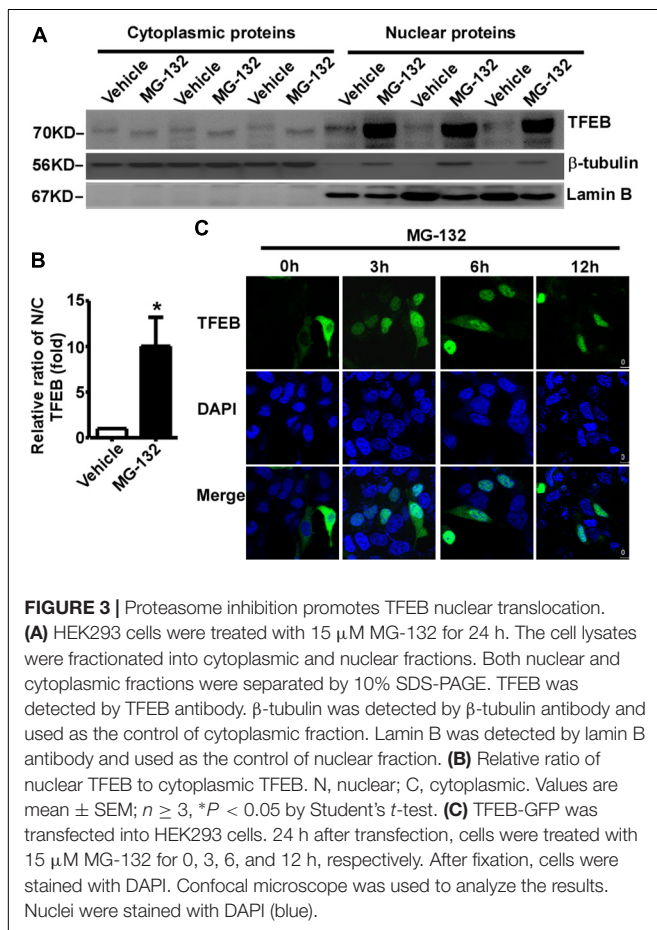 A
Cytoplasmic proteins Nuclear proteins
Vehicle MG-132 Vehicle MG-132 Vehicle MG-132 Vehicle MG-132 Vehicle MG-132 Vehicle MG-132
70KD– TFEB
56KD– β-tubulin
67KD– Lamin B
B
Relative ratio of N/C
TFEB (fold)
15
10
5
0
*
Vehicle
MG-132
C
MG-132
0h 3h 6h 12h
TFEB
DAPI
Merge
0
0
0
FIGURE 3 | Proteasome inhibition promotes TFEB nuclear translocation.
(A) HEK293 cells were treated with 15 μM MG-132 for 24 h. The cell lysates
were fractionated into cytoplasmic and nuclear fractions. Both nuclear and
cytoplasmic fractions were separated by 10% SDS-PAGE. TFEB was
detected by TFEB antibody. β-tubulin was detected by β-tubulin antibody and
used as the control of cytoplasmic fraction. Lamin B was detected by lamin B
antibody and used as the control of nuclear fraction. (B) Relative ratio of
nuclear TFEB to cytoplasmic TFEB. N, nuclear; C, cytoplasmic. Values are
mean ± SEM; n ≥ 3, *P < 0.05 by Student's t-test. (C) TFEB-GFP was
transfected into HEK293 cells. 24 h after transfection, cells were treated with
15 μM MG-132 for 0, 3, 6, and 12 h, respectively. After fixation, cells were
stained with DAPI. Confocal microscope was used to analyze the results.
Nuclei were stained with DAPI (blue).